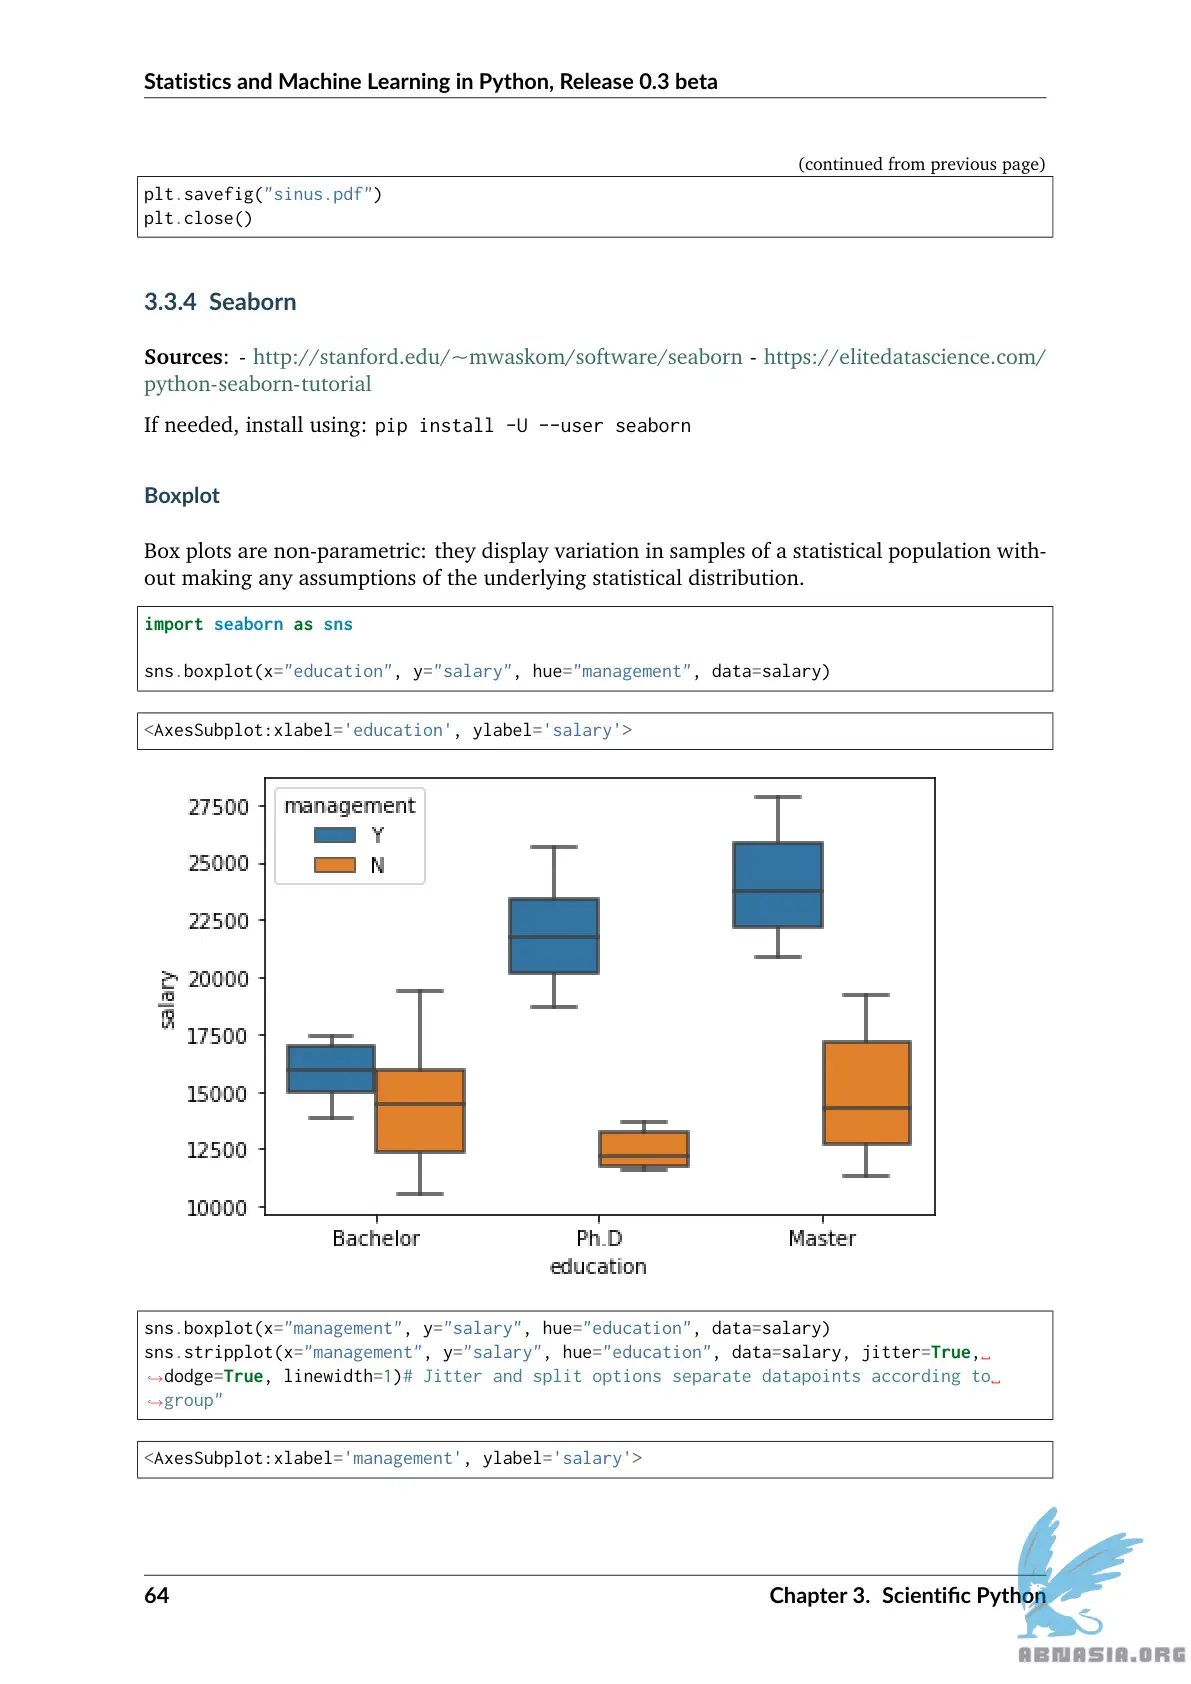 Statistics and Machine Learning in Python, Release 0.3 beta
(continued from previous page)
plt.savefig("sinus.pdf")
plt.close()
3.3.4 Seaborn
Sources: - http://stanford.edu/~mwaskom/software/seaborn - https://elitedatascience.com/
python-seaborn-tutorial
If needed, install using: pip install -U --user seaborn
Boxplot
Box plots are non-parametric: they display variation in samples of a statistical population with-
out making any assumptions of the underlying statistical distribution.
import seaborn as sns
sns.boxplot(x="education", y="salary", hue="management", data=salary)
<AxesSubplot:xlabel='education', ylabel='salary'>
management
Y
N
27500
25000
22500
20000
17500
15000
12500
10000
salary
Bachelor Ph.D Master
education
sns.boxplot(x="management", y="salary", hue="education", data=salary)
sns.stripplot(x="management", y="salary", hue="education", data=salary, jitter=True,␣
↪dodge=True, linewidth=1)# Jitter and split options separate datapoints according to␣
↪group"
<AxesSubplot:xlabel='management', ylabel='salary'>
64 Chapter 3. Scientific Python
ABNASIA.ORG